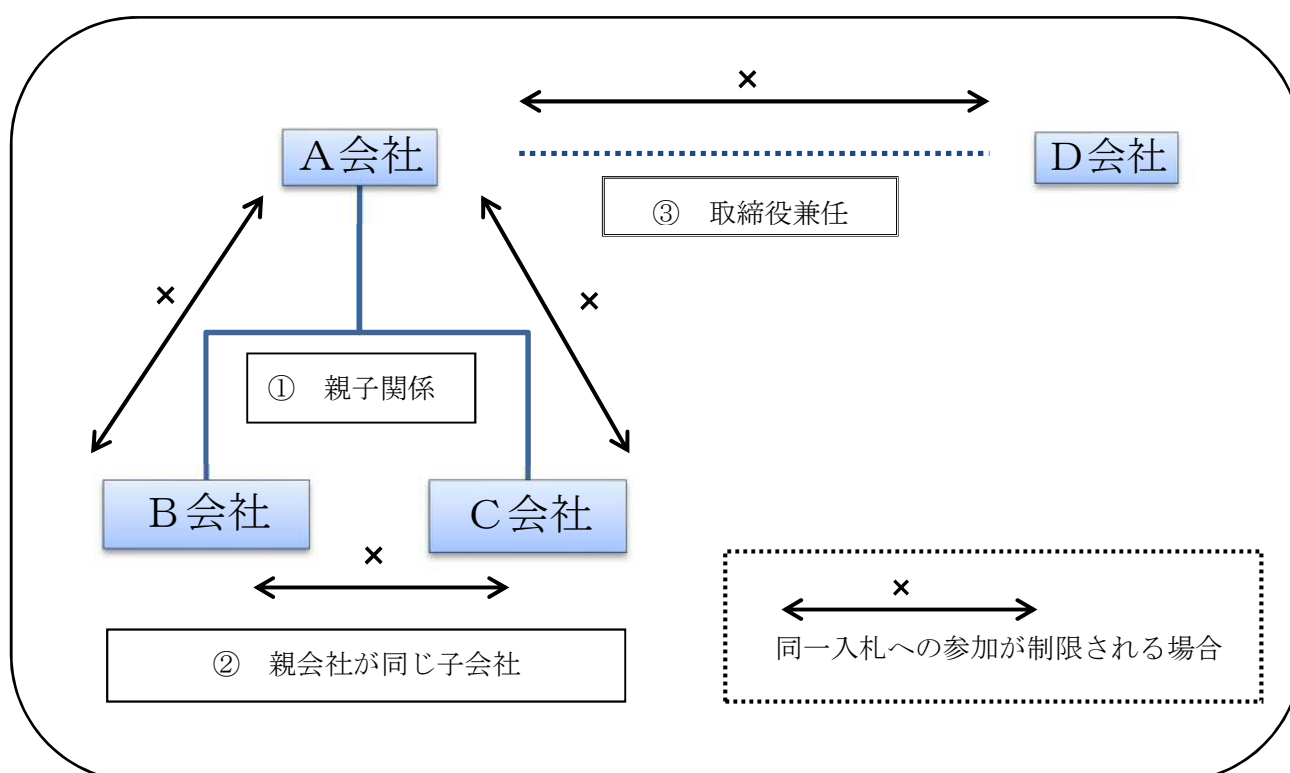 ×
Ａ会社
Ｄ会社
③　取締役兼任
×
×
①　親子関係
Ｂ会社
Ｃ会社
×
②　親会社が同じ子会社
×
同一入札への参加が制限される場合